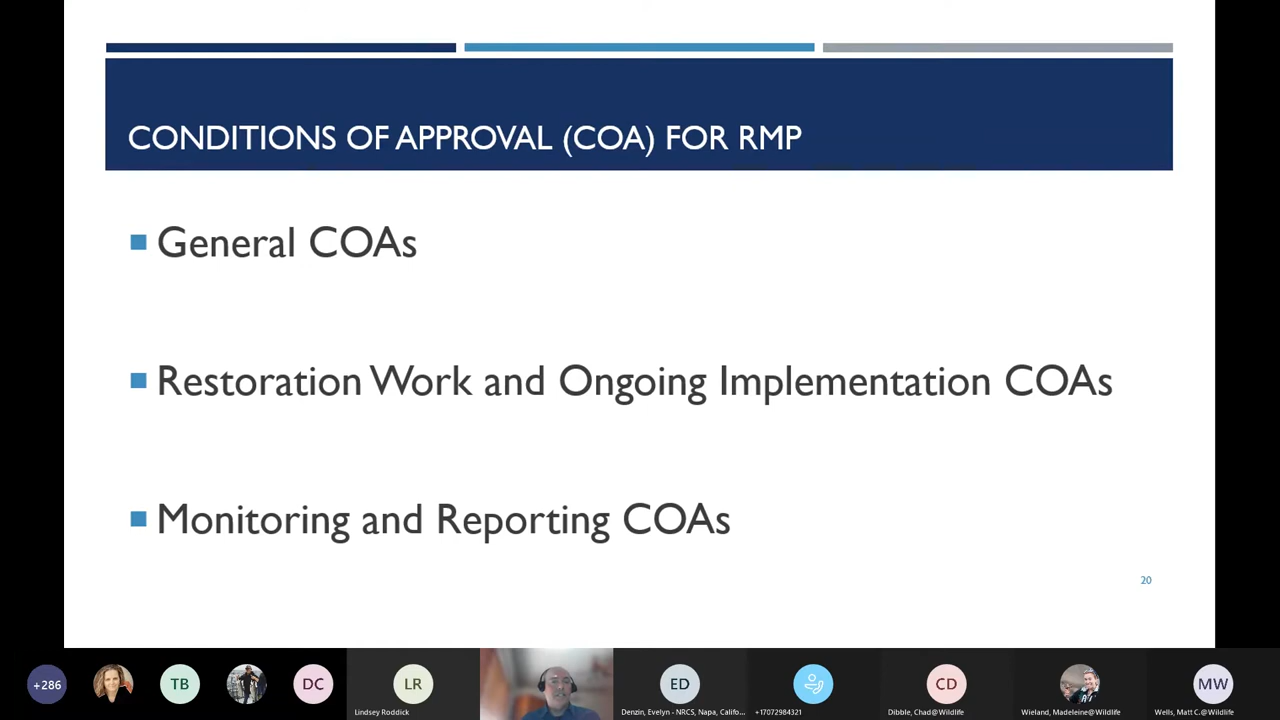 CONDITIONS OF APPROVAL (COA) FOR RMP
General COAs
Restoration Work and Ongoing Implementation COAs
Monitoring and Reporting COAs
20
+286
TB
DC
LR
ED
CD
MW
Lindsey Roddick
Denzin, Evelyn - NRCS, Napa, Califo...
+17072984321
Dibble, Chad@Wildlife
Wieland, Madeleine@Wildlife
Wells, Matt C.@Wildlife